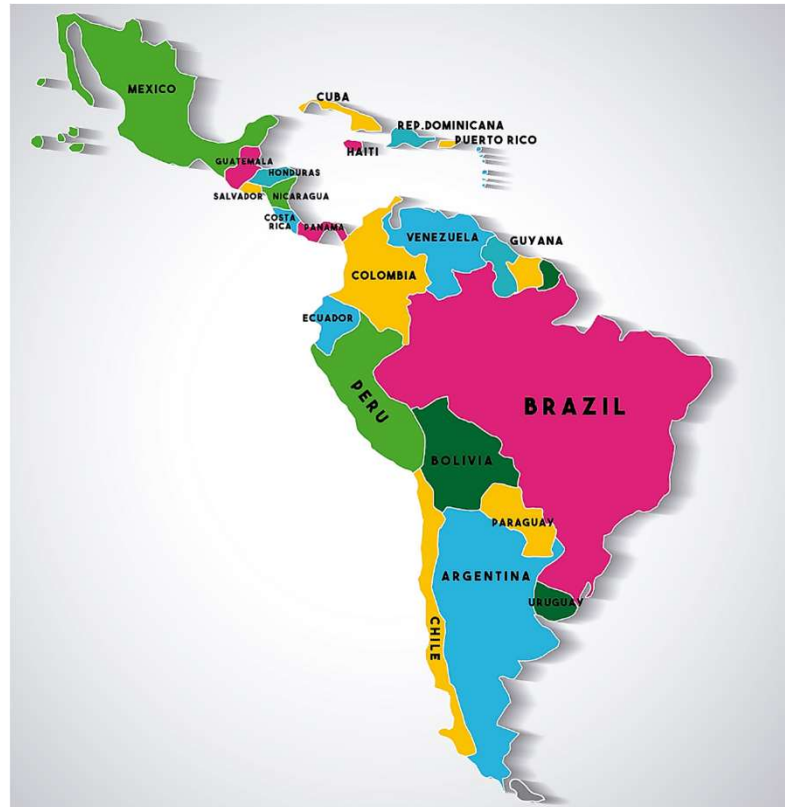 MEXICO
CUBA
REP.DOMINICANA
PUERTO RICO
HAITI
GUATEMALA
HONDURAS
SALVADOR
NICARAGUA
COSTA
RICA
PANAMA
VENEZUELA
GUYANA
COLOMBIA
ECUADOR
PERU
BRAZIL
BOLIVIA
PARAGUAY
ARGENTINA
URUGUAY
CHILE